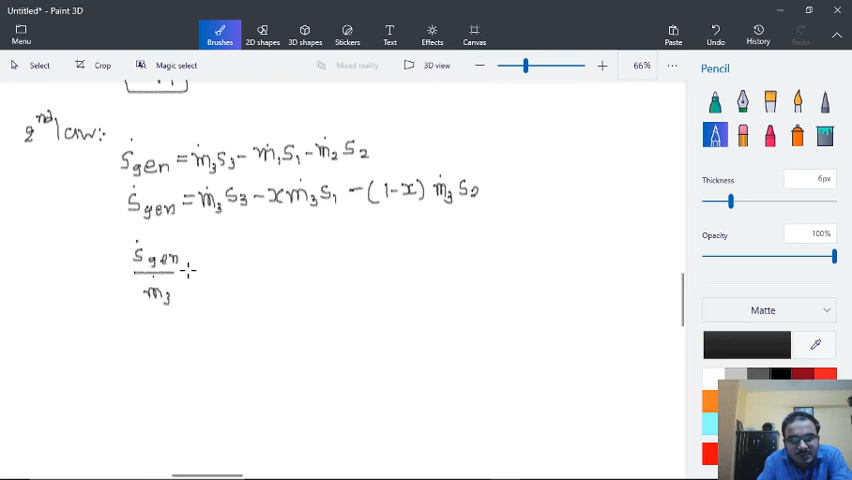 Untitled* - Paint 3D
Menu
Brushes
2D shapes
3D shapes
Stickers
Text
Effects
Canvas
Paste
Undo
History
Redo
Select
Crop
Magic select
Mixed reality
3D view
66%
Pencil
Thickness
6px
Opacity
100%
Matte
2nd law:
Ṡgen = ṁ₃s₃ - ṁ₁s₁ - ṁ₂s₂
Ṡgen = ṁ₃s₃ - xṁ₃s₁ - (1-x) ṁ₃s₂
Ṡgen
ṁ₃